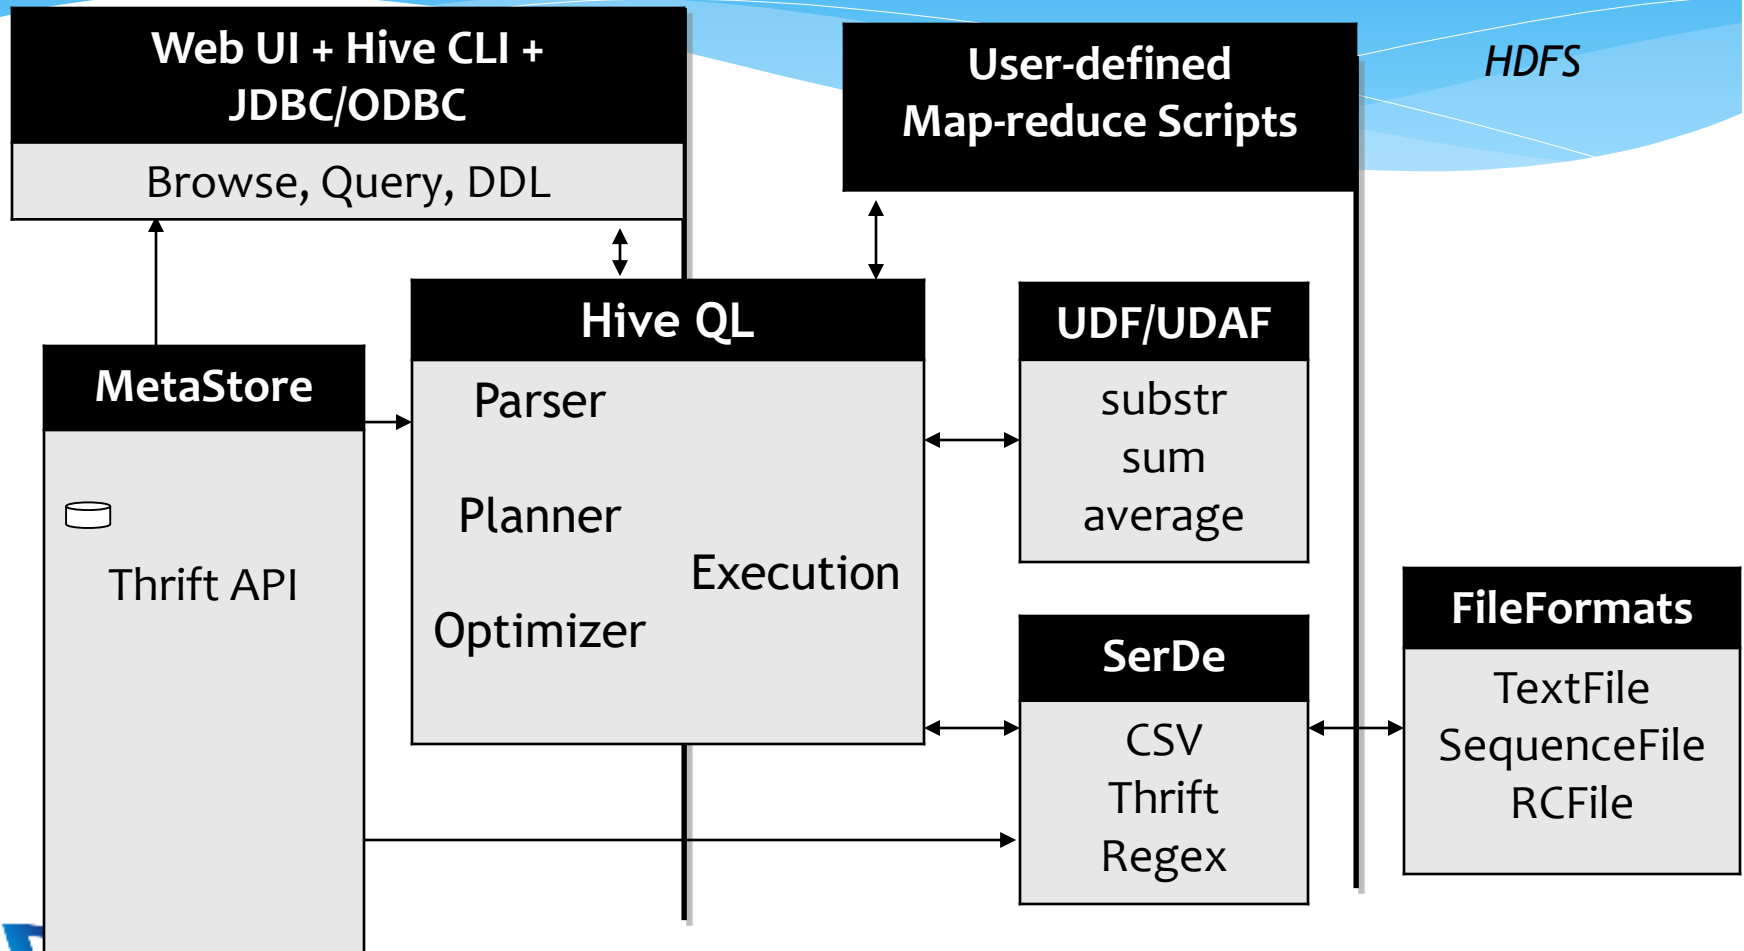 Web UI + Hive CLI +
JDBC/ODBC
Browse, Query, DDL
User-defined
Map-reduce Scripts
HDFS
MetaStore
Thrift API
Hive QL
Parser
Planner
Execution
Optimizer
UDF/UDAF
substr
sum
average
SerDe
CSV
Thrift
Regex
FileFormats
TextFile
SequenceFile
RCFile